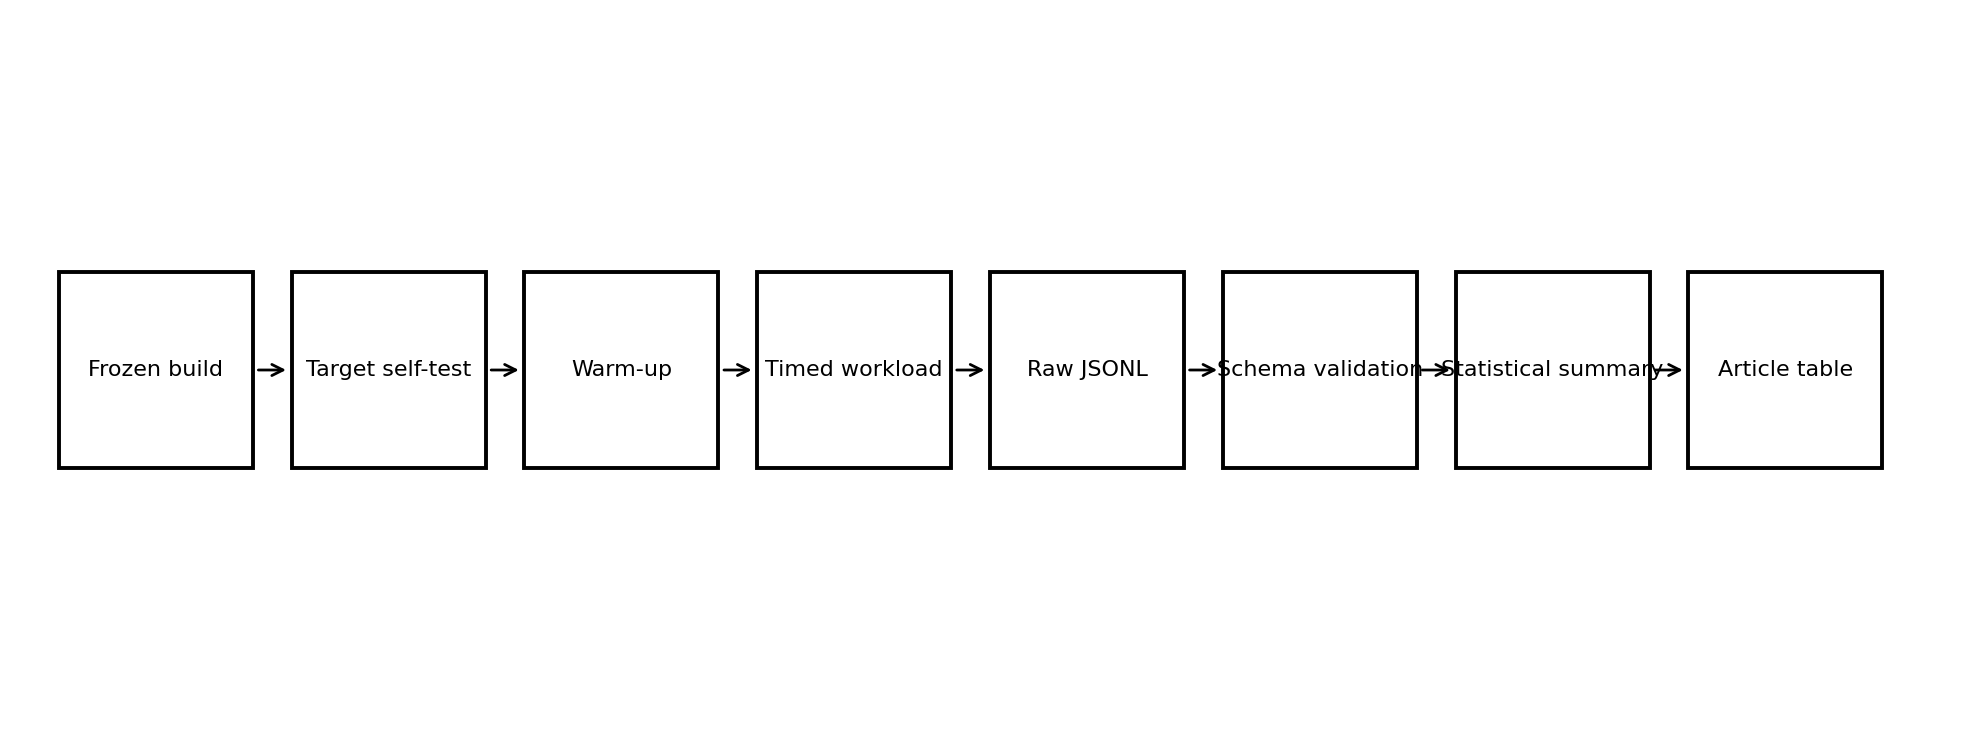 Frozen build
Target self-test
Warm-up
Timed workload
Raw JSONL
Schema validation
Statistical summary
Article table